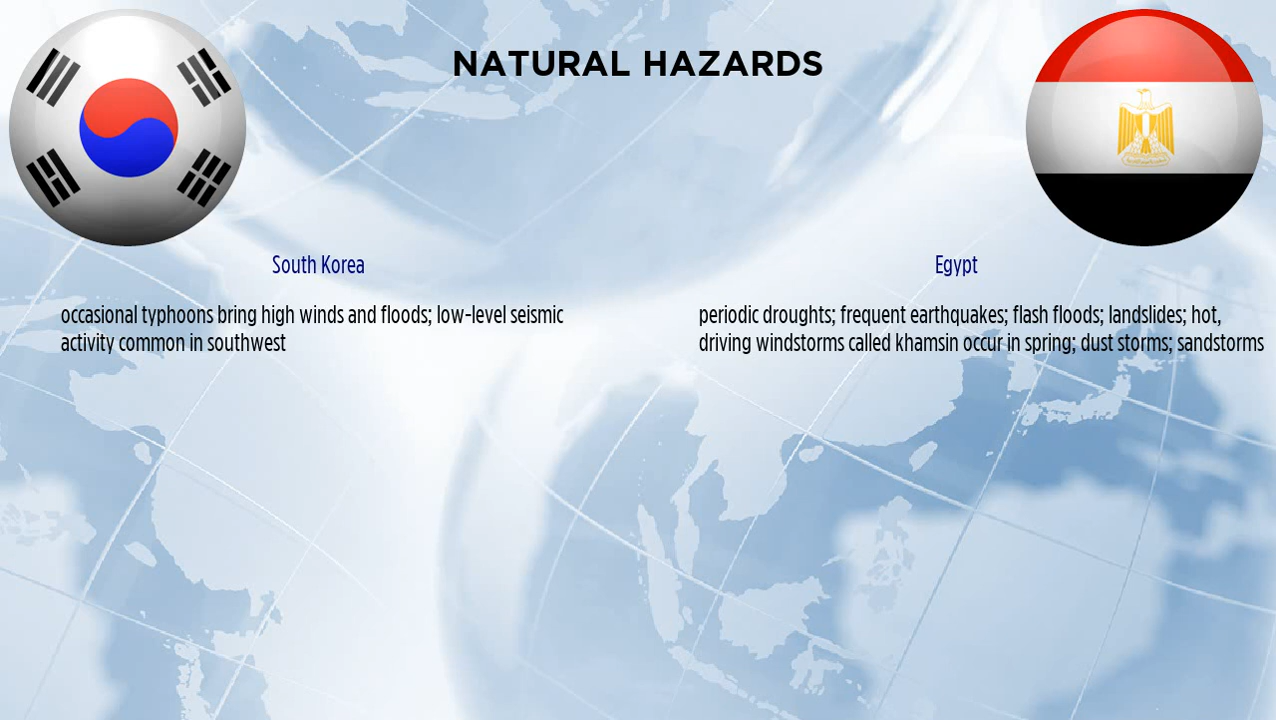 NATURAL HAZARDS
South Korea
occasional typhoons bring high winds and floods; low-level seismic
activity common in southwest
Egypt
periodic droughts; frequent earthquakes; flash floods; landslides; hot,
driving windstorms called khamsin occur in spring; dust storms; sandstorms